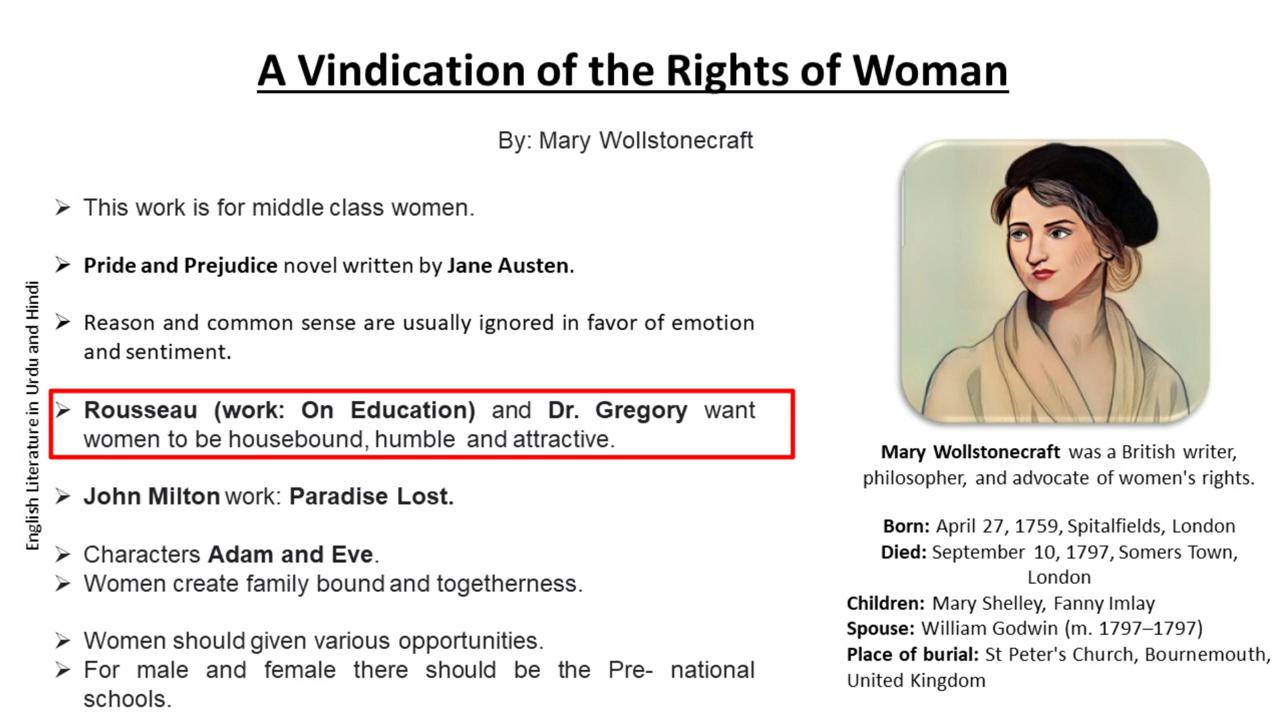 A Vindication of the Rights of Woman
By: Mary Wollstonecraft
➢ This work is for middle class women.
➢ Pride and Prejudice novel written by Jane Austen.
➢ Reason and common sense are usually ignored in favor of emotion
and sentiment.
➢ Rousseau (work: On Education) and Dr. Gregory want
women to be housebound, humble and attractive.
➢ John Milton work: Paradise Lost.
➢ Characters Adam and Eve.
➢ Women create family bound and togetherness.
➢ Women should given various opportunities.
➢ For male and female there should be the Pre- national
schools.
English Literature in Urdu and Hindi
Mary Wollstonecraft was a British writer,
philosopher, and advocate of women's rights.
Born: April 27, 1759, Spitalfields, London
Died: September 10, 1797, Somers Town,
London
Children: Mary Shelley, Fanny Imlay
Spouse: William Godwin (m. 1797–1797)
Place of burial: St Peter's Church, Bournemouth,
United Kingdom